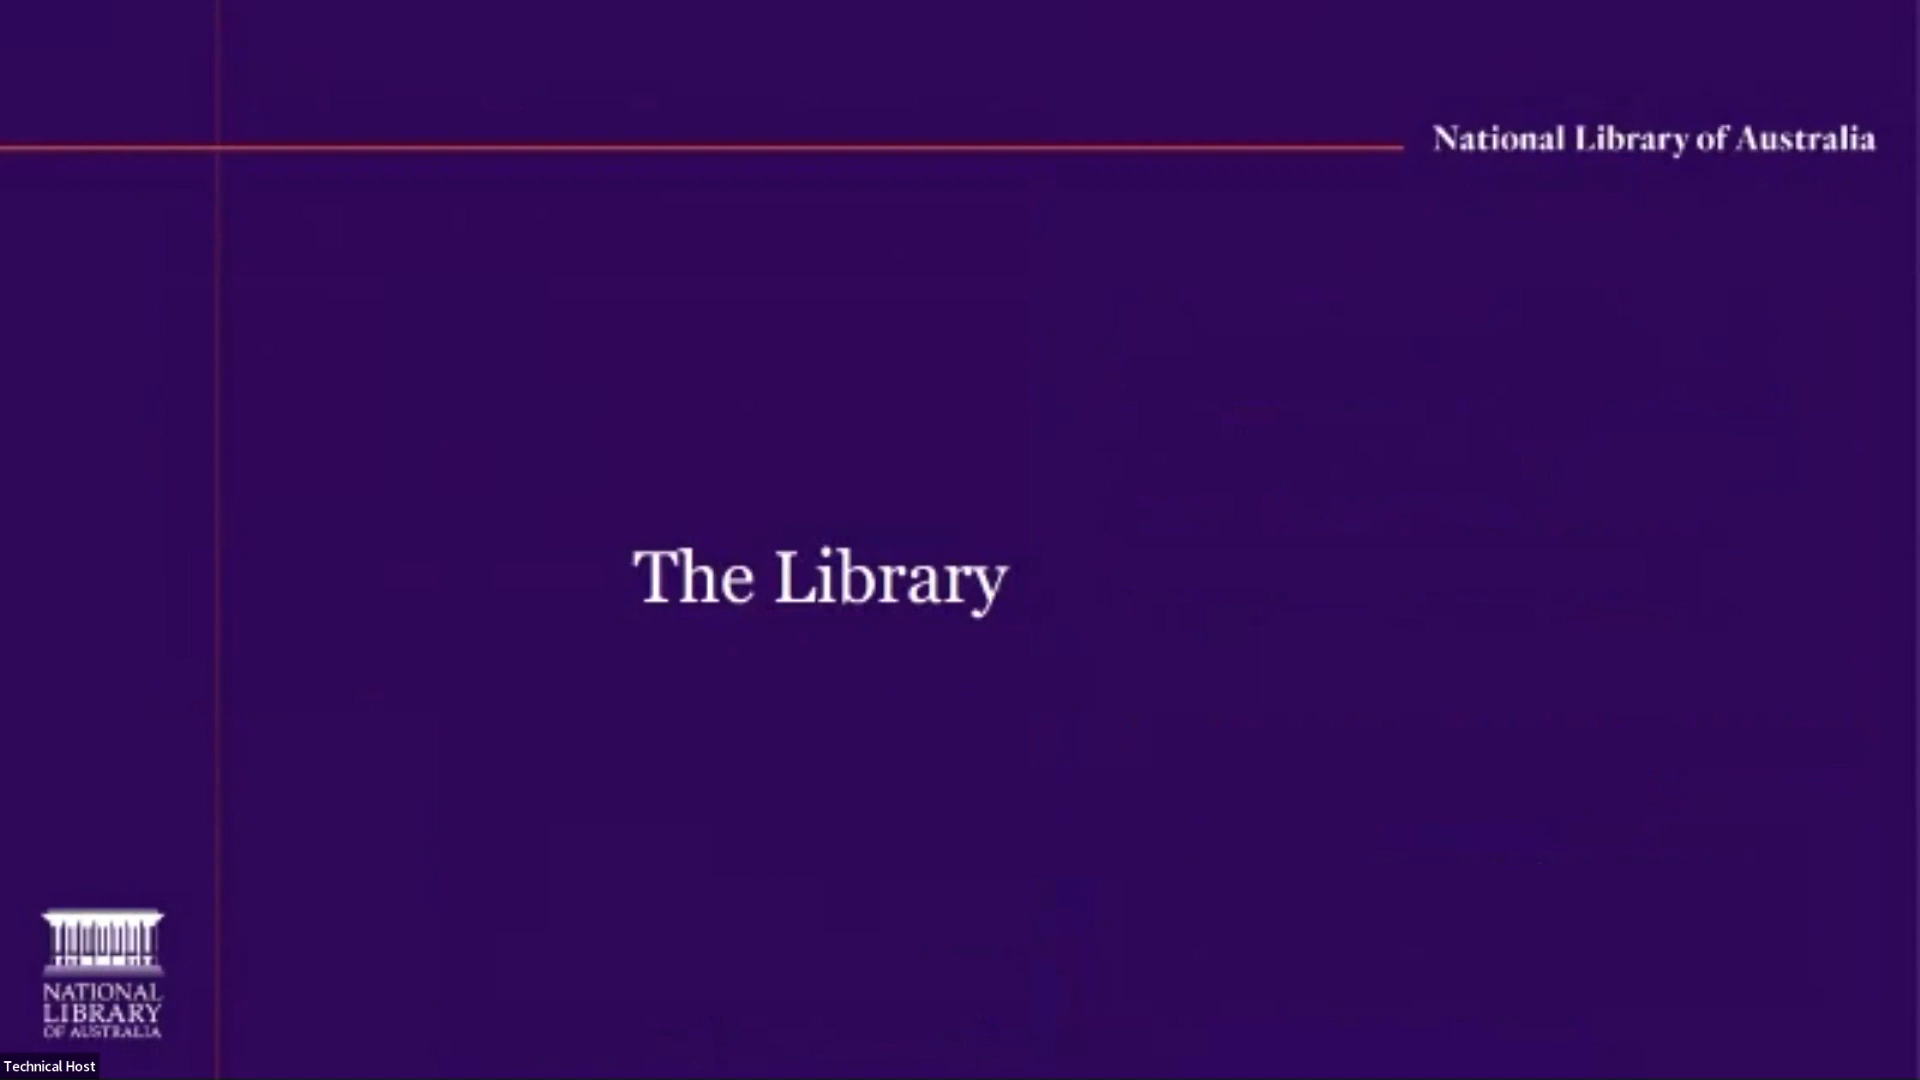 National Library of Australia
The Library
NATIONAL
LIBRARY
OF AUSTRALIA
Technical Host